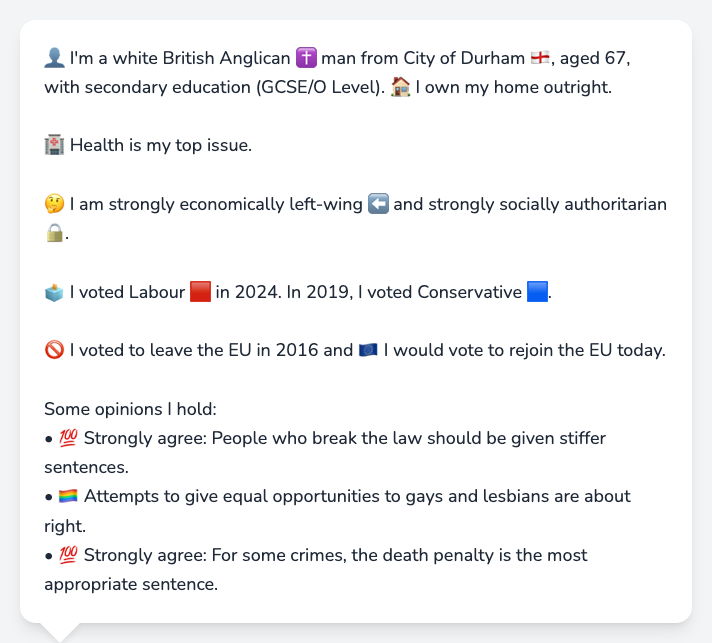 👤 I'm a white British Anglican ✝️ man from City of Durham 🏴󠁧󠁢󠁥󠁮󠁧󠁿, aged 67,
with secondary education (GCSE/O Level). 🏠 I own my home outright.
🏥 Health is my top issue.
🤔 I am strongly economically left-wing ⬅️ and strongly socially authoritarian
🔒.
🗳️ I voted Labour 🟥 in 2024. In 2019, I voted Conservative 🟦.
🚫 I voted to leave the EU in 2016 and 🇪🇺 I would vote to rejoin the EU today.
Some opinions I hold:
• 💯 Strongly agree: People who break the law should be given stiffer
sentences.
• 🏳️‍🌈 Attempts to give equal opportunities to gays and lesbians are about
right.
• 💯 Strongly agree: For some crimes, the death penalty is the most
appropriate sentence.